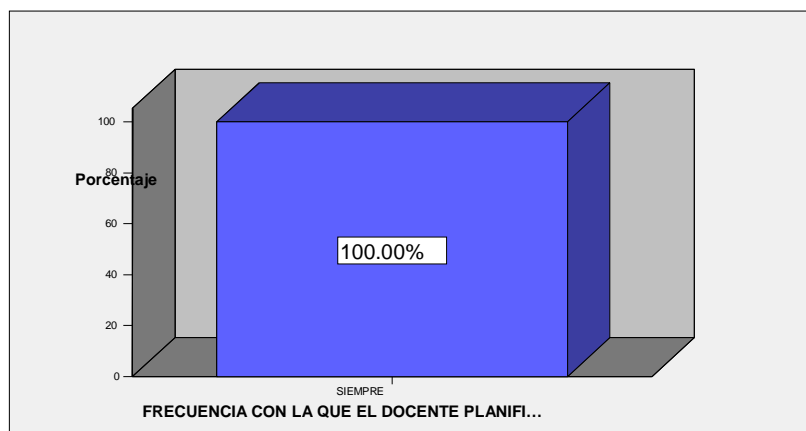 100
80
Porcentaje
60
100.00%
40
20
0
SIEMPRE
FRECUENCIA CON LA QUE EL DOCENTE PLANIFI...